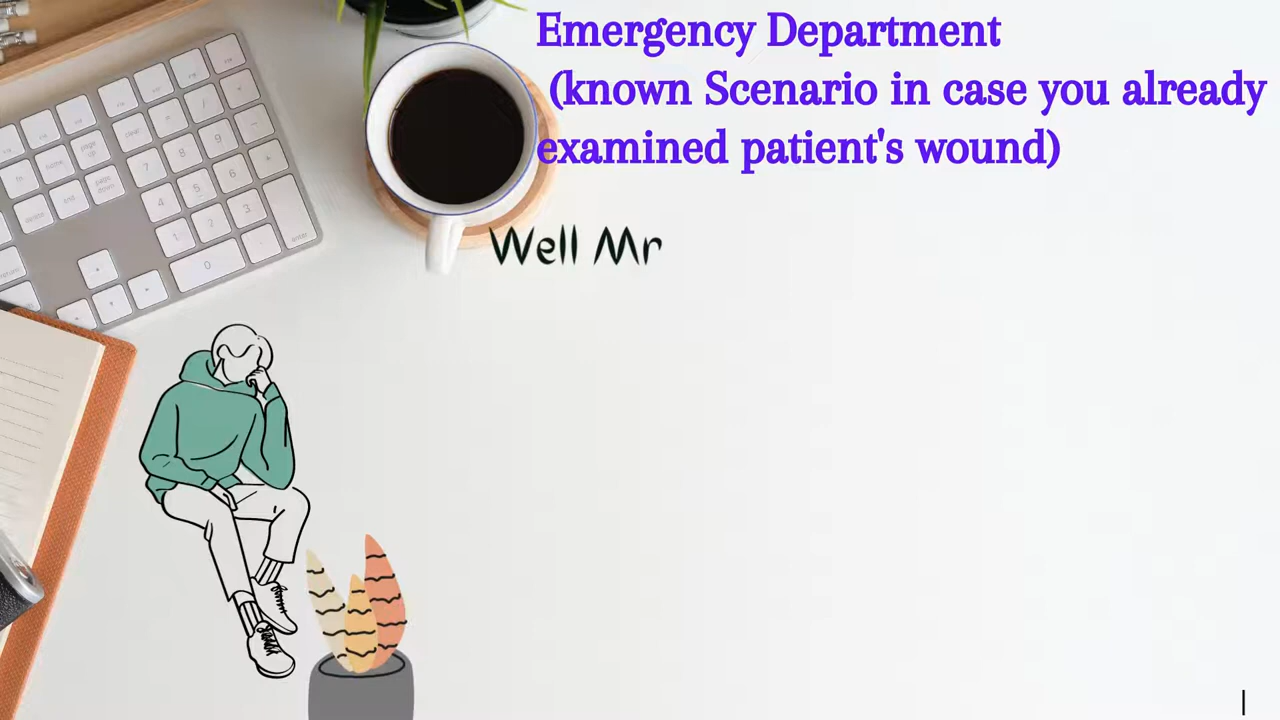 Emergency Department
(known Scenario in case you already
examined patient's wound)
Well Mr